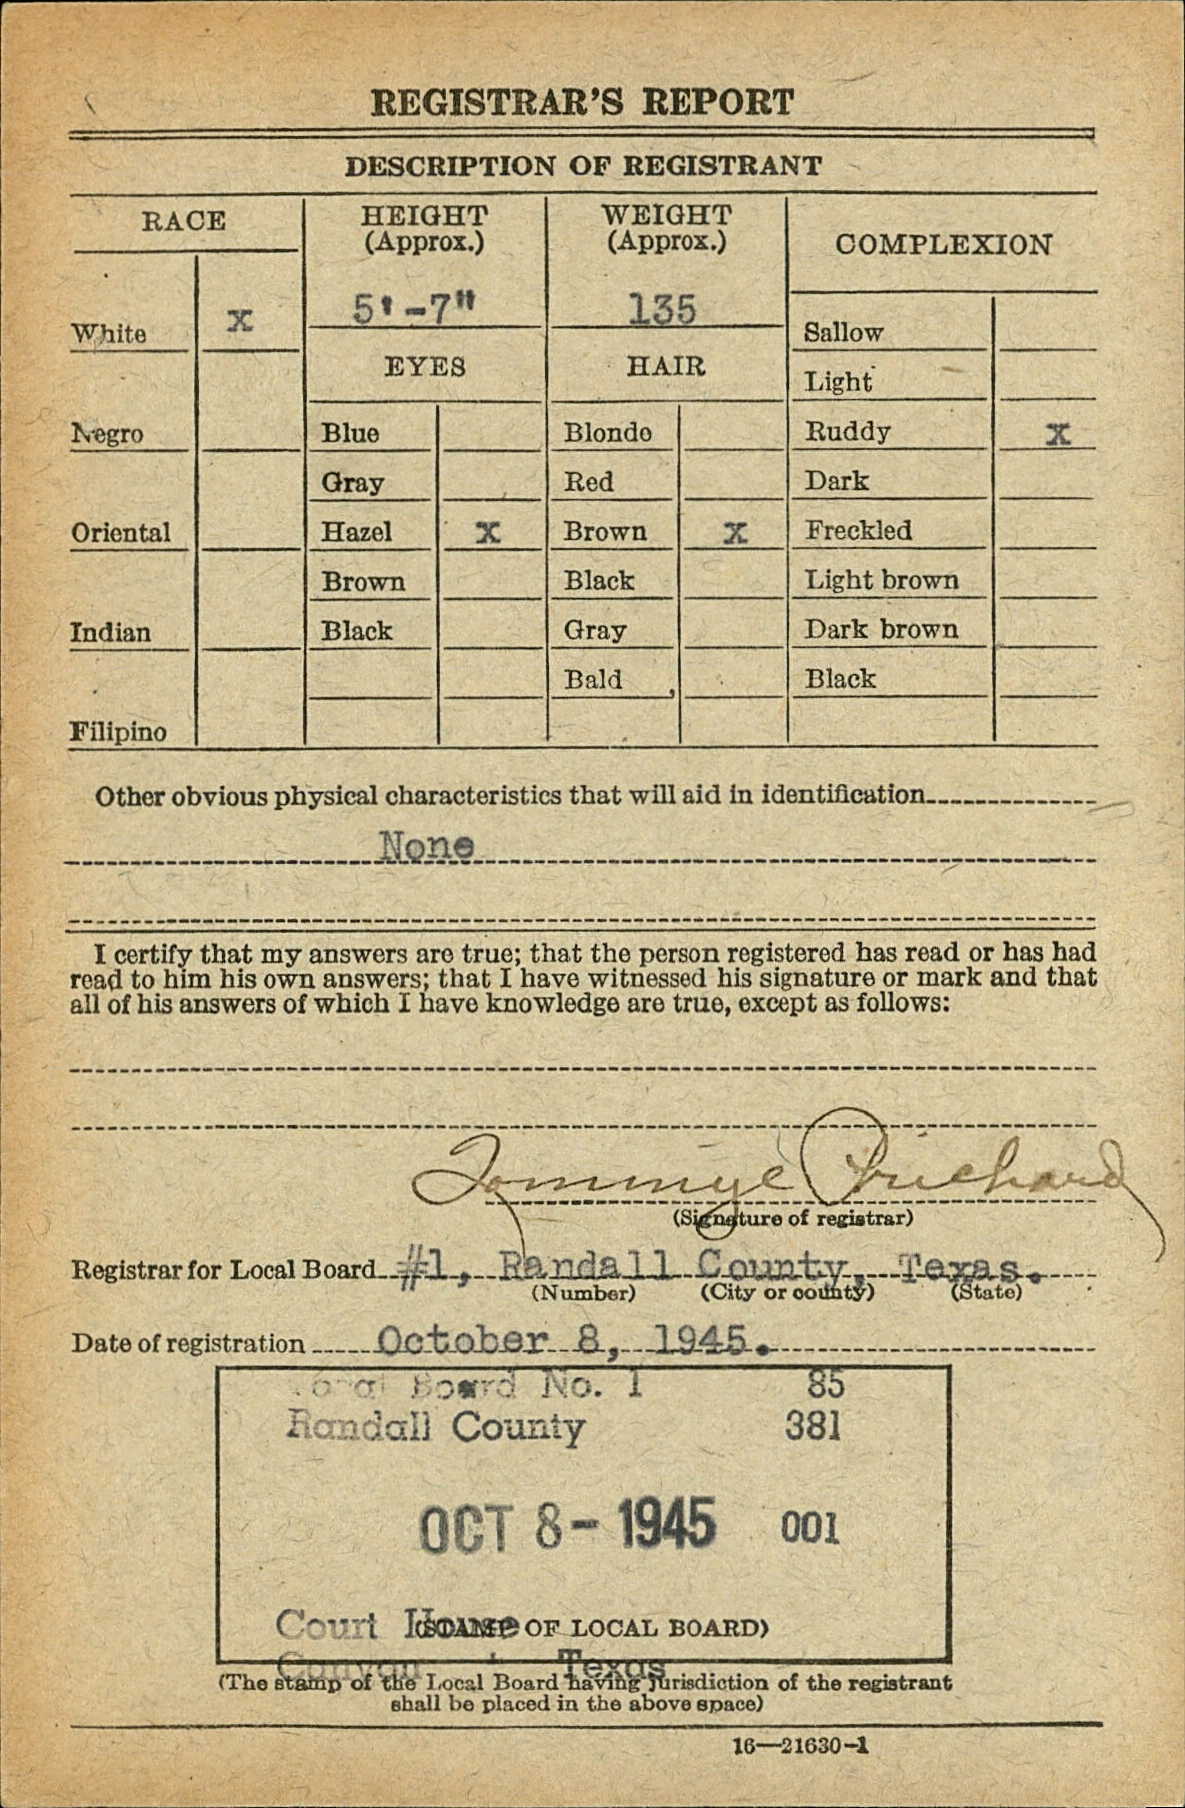 REGISTRAR'S REPORT
DESCRIPTION OF REGISTRANT
RACE
HEIGHT
(Approx.)
WEIGHT
(Approx.)
COMPLEXION
5'-7"
135
White x
Sallow
EYES
HAIR
Light
Negro
Blue
Blonde
Ruddy x
Gray
Red
Dark
Oriental
Hazel x
Brown x
Freckled
Brown
Black
Light brown
Indian
Black
Gray
Dark brown
Bald
Black
Filipino
Other obvious physical characteristics that will aid in identification
None
I certify that my answers are true; that the person registered has read or has had
read to him his own answers; that I have witnessed his signature or mark and that
all of his answers of which I have knowledge are true, except as follows:
Tommye Prichard
(Signature of registrar)
Registrar for Local Board #1, Randall County, Texas.
(Number) (City or county) (State)
Date of registration October 8, 1945.
Local Board No. 1 85
Randall County 381
OCT 8 - 1945 001
Court House
(STAMP OF LOCAL BOARD)
Canyon Texas
(The stamp of the Local Board having jurisdiction of the registrant
shall be placed in the above space)
16—21630-1